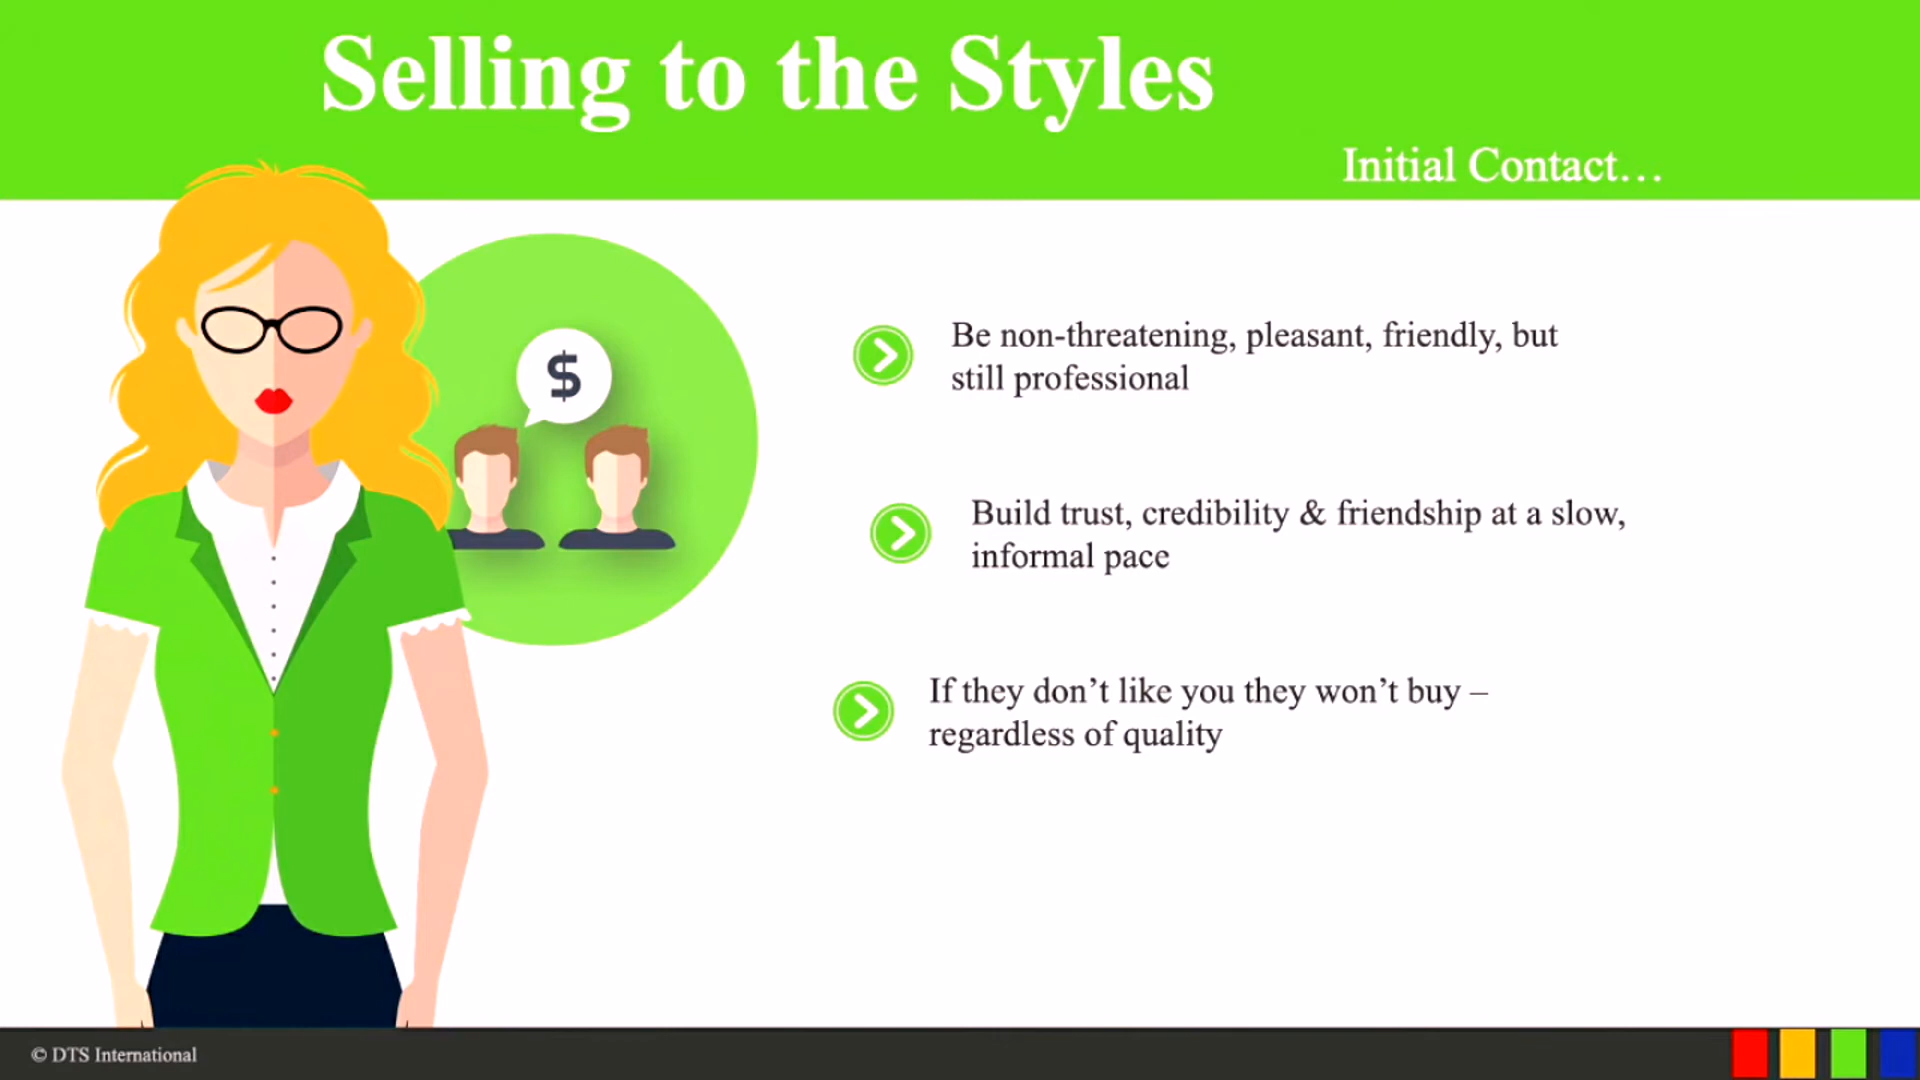 Selling to the Styles
Initial Contact…
$
Be non-threatening, pleasant, friendly, but
still professional
Build trust, credibility & friendship at a slow,
informal pace
If they don’t like you they won’t buy –
regardless of quality
© DTS International